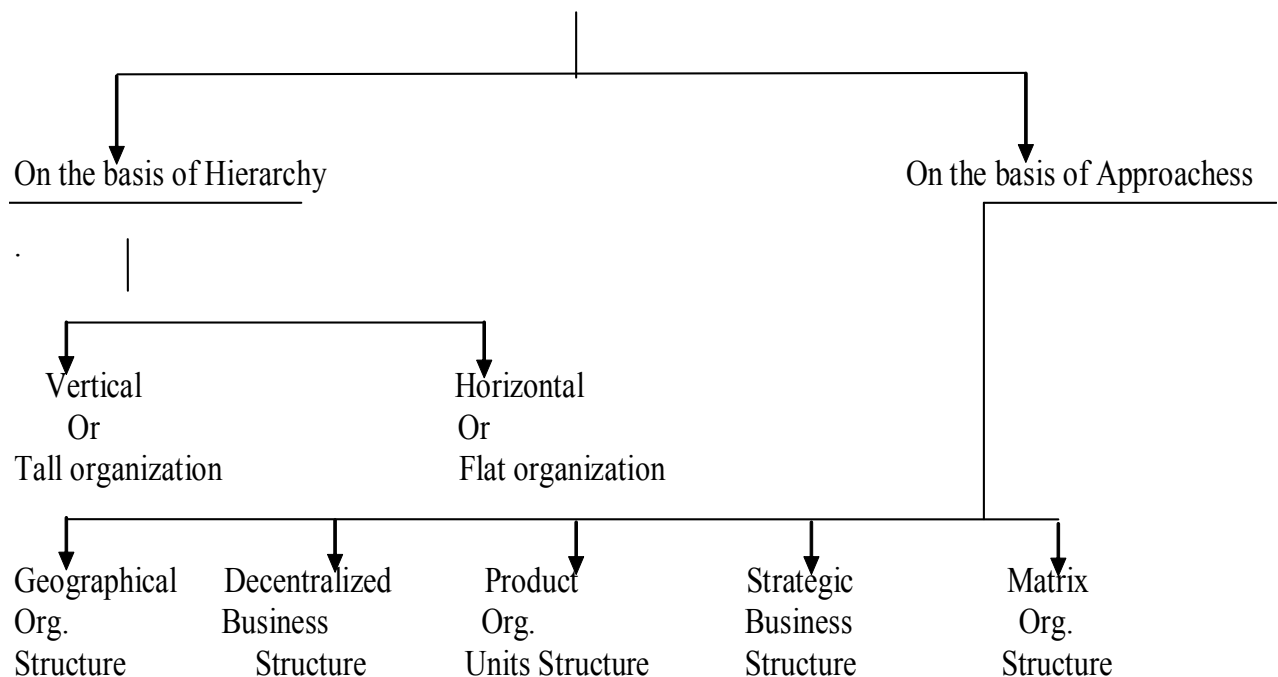 On the basis of Hierarchy
On the basis of Approachess
.
Vertical
Or
Tall organization
Horizontal
Or
Flat organization
Geographical
Org.
Structure
Decentralized
Business
Structure
Product
Org.
Units Structure
Strategic
Business
Structure
Matrix
Org.
Structure